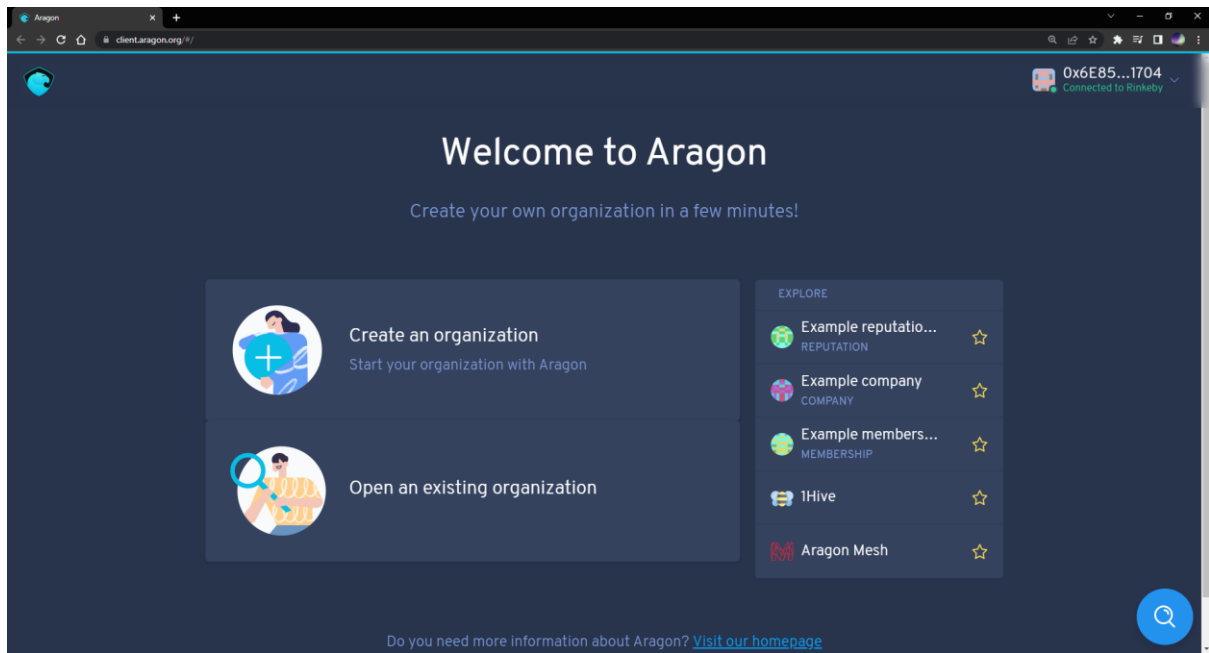 Aragon
client.aragon.org/#/
0x6E85...1704
Connected to Rinkeby
Welcome to Aragon
Create your own organization in a few minutes!
Create an organization
Start your organization with Aragon
Open an existing organization
EXPLORE
Example reputatio...
REPUTATION
Example company
COMPANY
Example members...
MEMBERSHIP
1Hive
Aragon Mesh
Do you need more information about Aragon? Visit our homepage